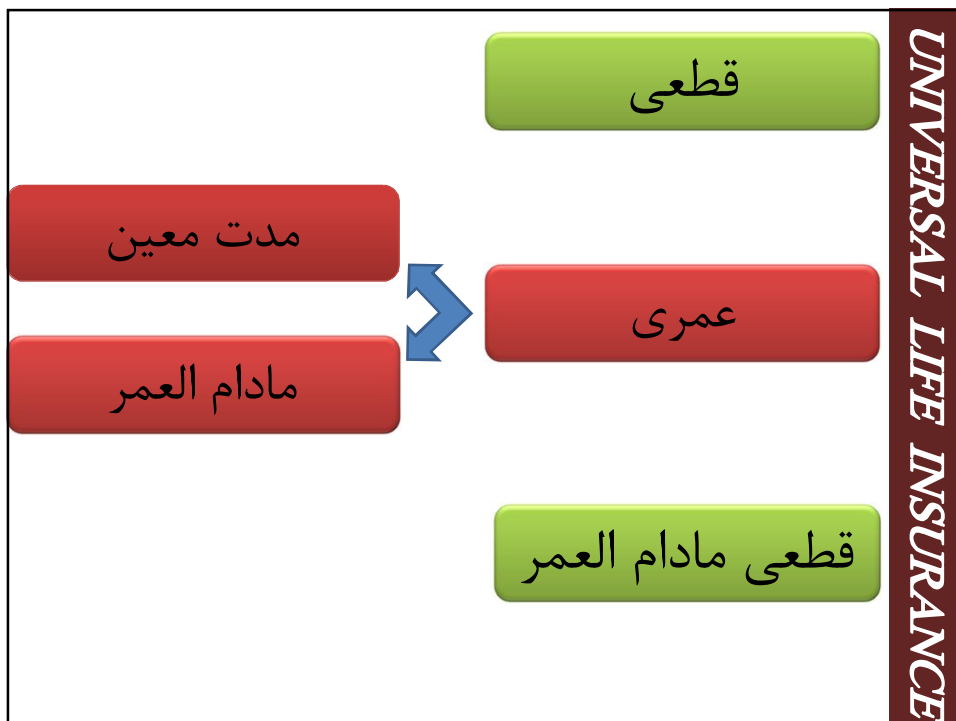 قطعی
عمری
مدت معین
مادام العمر
قطعی مادام العمر
UNIVERSAL LIFE INSURANCE